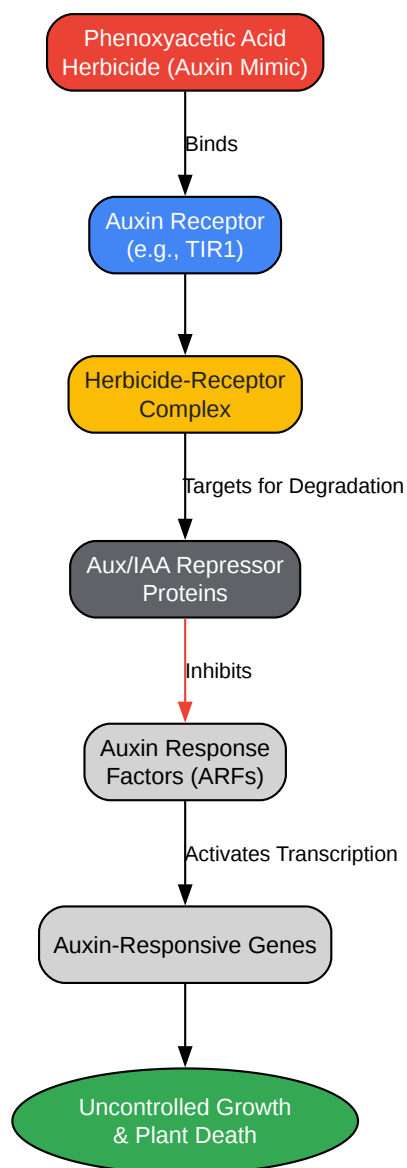 Phenoxyacetic Acid
Herbicide (Auxin Mimic)
Binds
Auxin Receptor
(e.g., TIR1)
Herbicide-Receptor
Complex
Targets for Degradation
Aux/IAA Repressor
Proteins
Inhibits
Auxin Response
Factors (ARFs)
Activates Transcription
Auxin-Responsive Genes
Uncontrolled Growth
& Plant Death